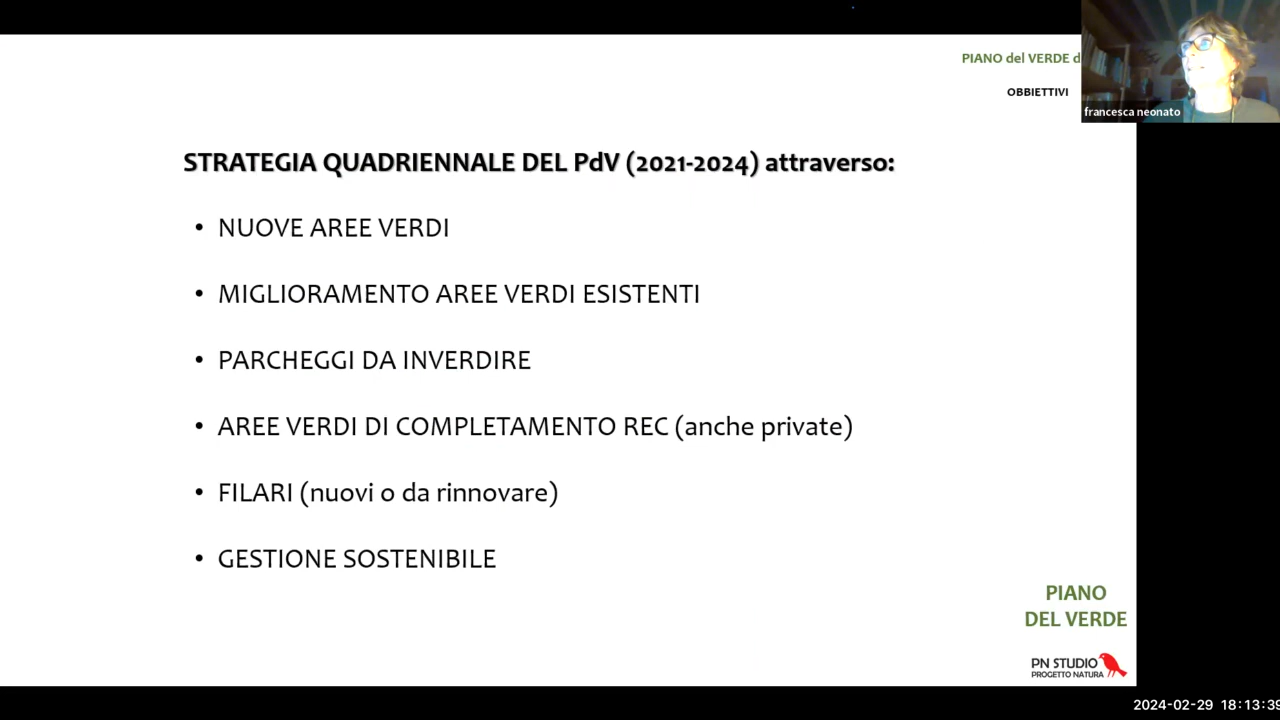 PIANO del VERDE d
OBBIETTIVI
francesca neonato
STRATEGIA QUADRIENNALE DEL PdV (2021-2024) attraverso:
• NUOVE AREE VERDI
• MIGLIORAMENTO AREE VERDI ESISTENTI
• PARCHEGGI DA INVERDIRE
• AREE VERDI DI COMPLETAMENTO REC (anche private)
• FILARI (nuovi o da rinnovare)
• GESTIONE SOSTENIBILE
PIANO
DEL VERDE
PN STUDIO
PROGETTO NATURA
2024-02-29 18:13:39